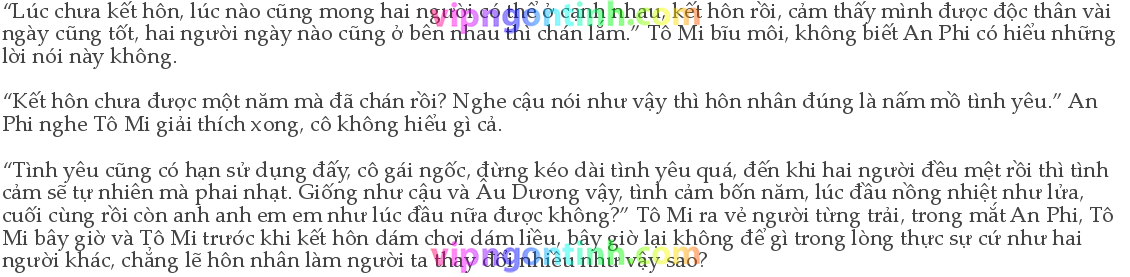 “Lúc chưa kết hôn, lúc nào cũng mong hai người có thể ở cạnh nhau, kết hôn rồi, cảm thấy mình được độc thân vài
ngày cũng tốt, hai người ngày nào cũng ở bên nhau thì chán lắm.” Tô Mi bĩu môi, không biết An Phi có hiểu những
lời nói này không.
“Kết hôn chưa được một năm mà đã chán rồi? Nghe cậu nói như vậy thì hôn nhân đúng là nấm mồ tình yêu.” An
Phi nghe Tô Mi giải thích xong, cô không hiểu gì cả.
“Tình yêu cũng có hạn sử dụng đấy, cô gái ngốc, đừng kéo dài tình yêu quá, đến khi hai người đều mệt rồi thì tình
cảm sẽ tự nhiên mà phai nhạt. Giống như cậu và Âu Dương vậy, tình cảm bốn năm, lúc đầu nồng nhiệt như lửa,
cuối cùng rồi còn anh anh em em như lúc đầu nữa được không?” Tô Mi ra vẻ người từng trải, trong mắt An Phi, Tô
Mi bây giờ và Tô Mi trước khi kết hôn dám chơi dám liều, bây giờ lại không để gì trong lòng thực sự cứ như hai
người khác, chẳng lẽ hôn nhân làm người ta thay đổi nhiều như vậy sao?
vipngontinh.com
vipngontinh.com